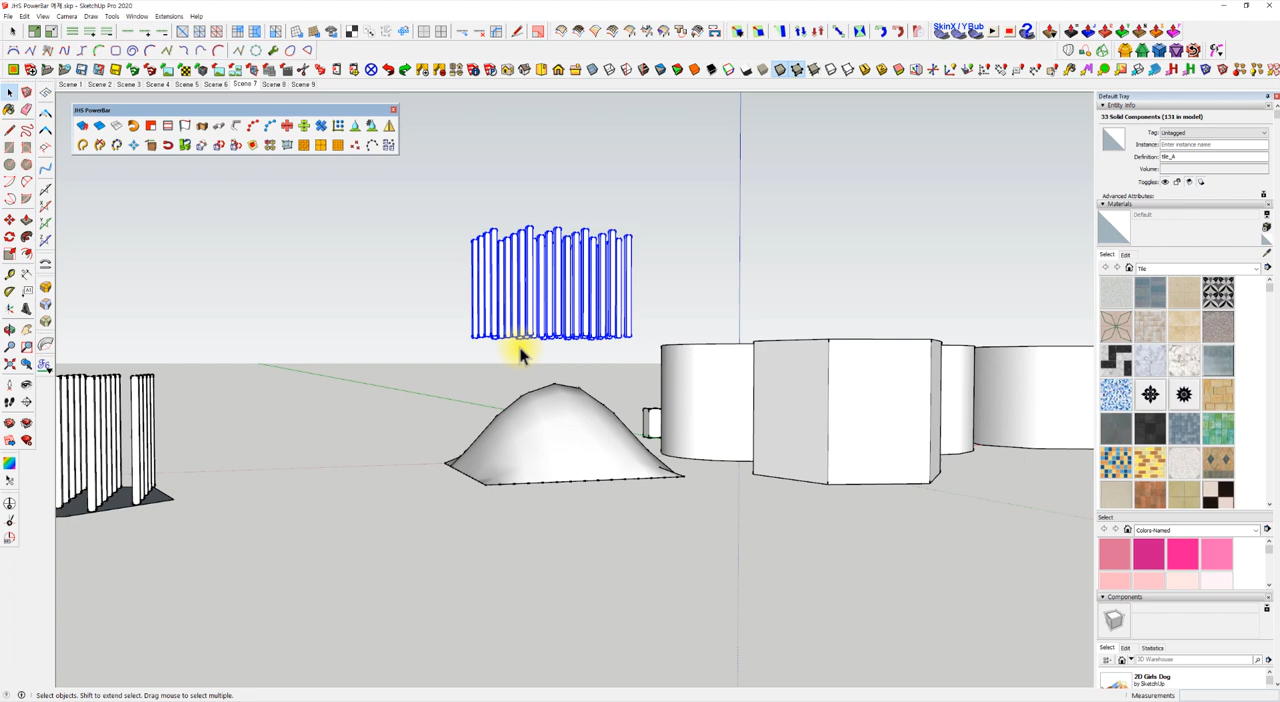 JHS PowerBar 예제.skp - SketchUp Pro 2020
File Edit View Camera Draw Tools Window Extensions Help
SkinX/YBub
Scene 1 Scene 2 Scene 3 Scene 4 Scene 5 Scene 6 Scene 7 Scene 8 Scene 9
JHS PowerBar
Default Tray
Entity Info
33 Solid Components (131 in model)
Tag: Untagged
Instance: Enter instance name
Definition: tile_A
Volume:
Toggles:
Advanced Attributes:
Materials
Default
Select Edit
Tile
Select
Colors-Named
Components
Select Edit Statistics
3D Warehouse
2D Girls Dog
by SketchUp
Select objects. Shift to extend select. Drag mouse to select multiple.
Measurements